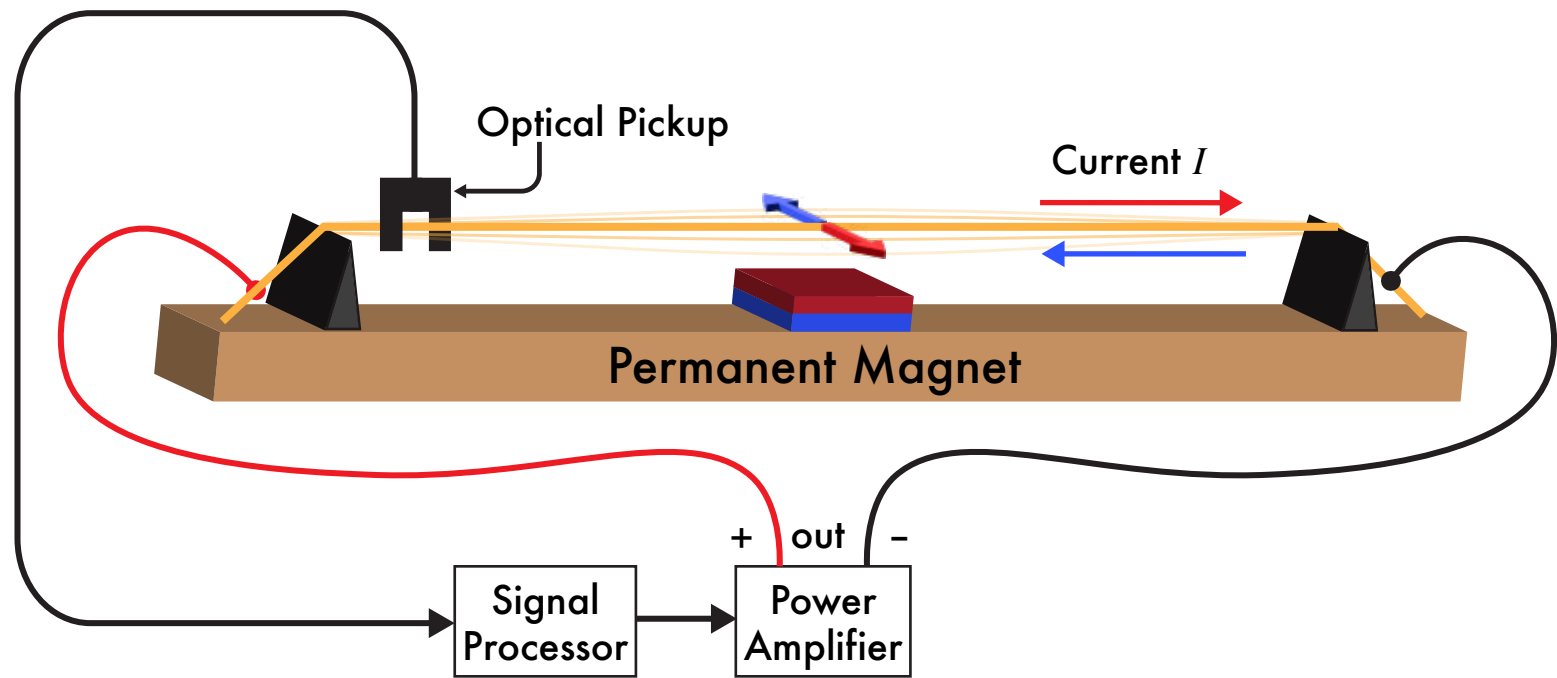 Optical Pickup
Current I
Permanent Magnet
+ out –
Signal
Processor
Power
Amplifier